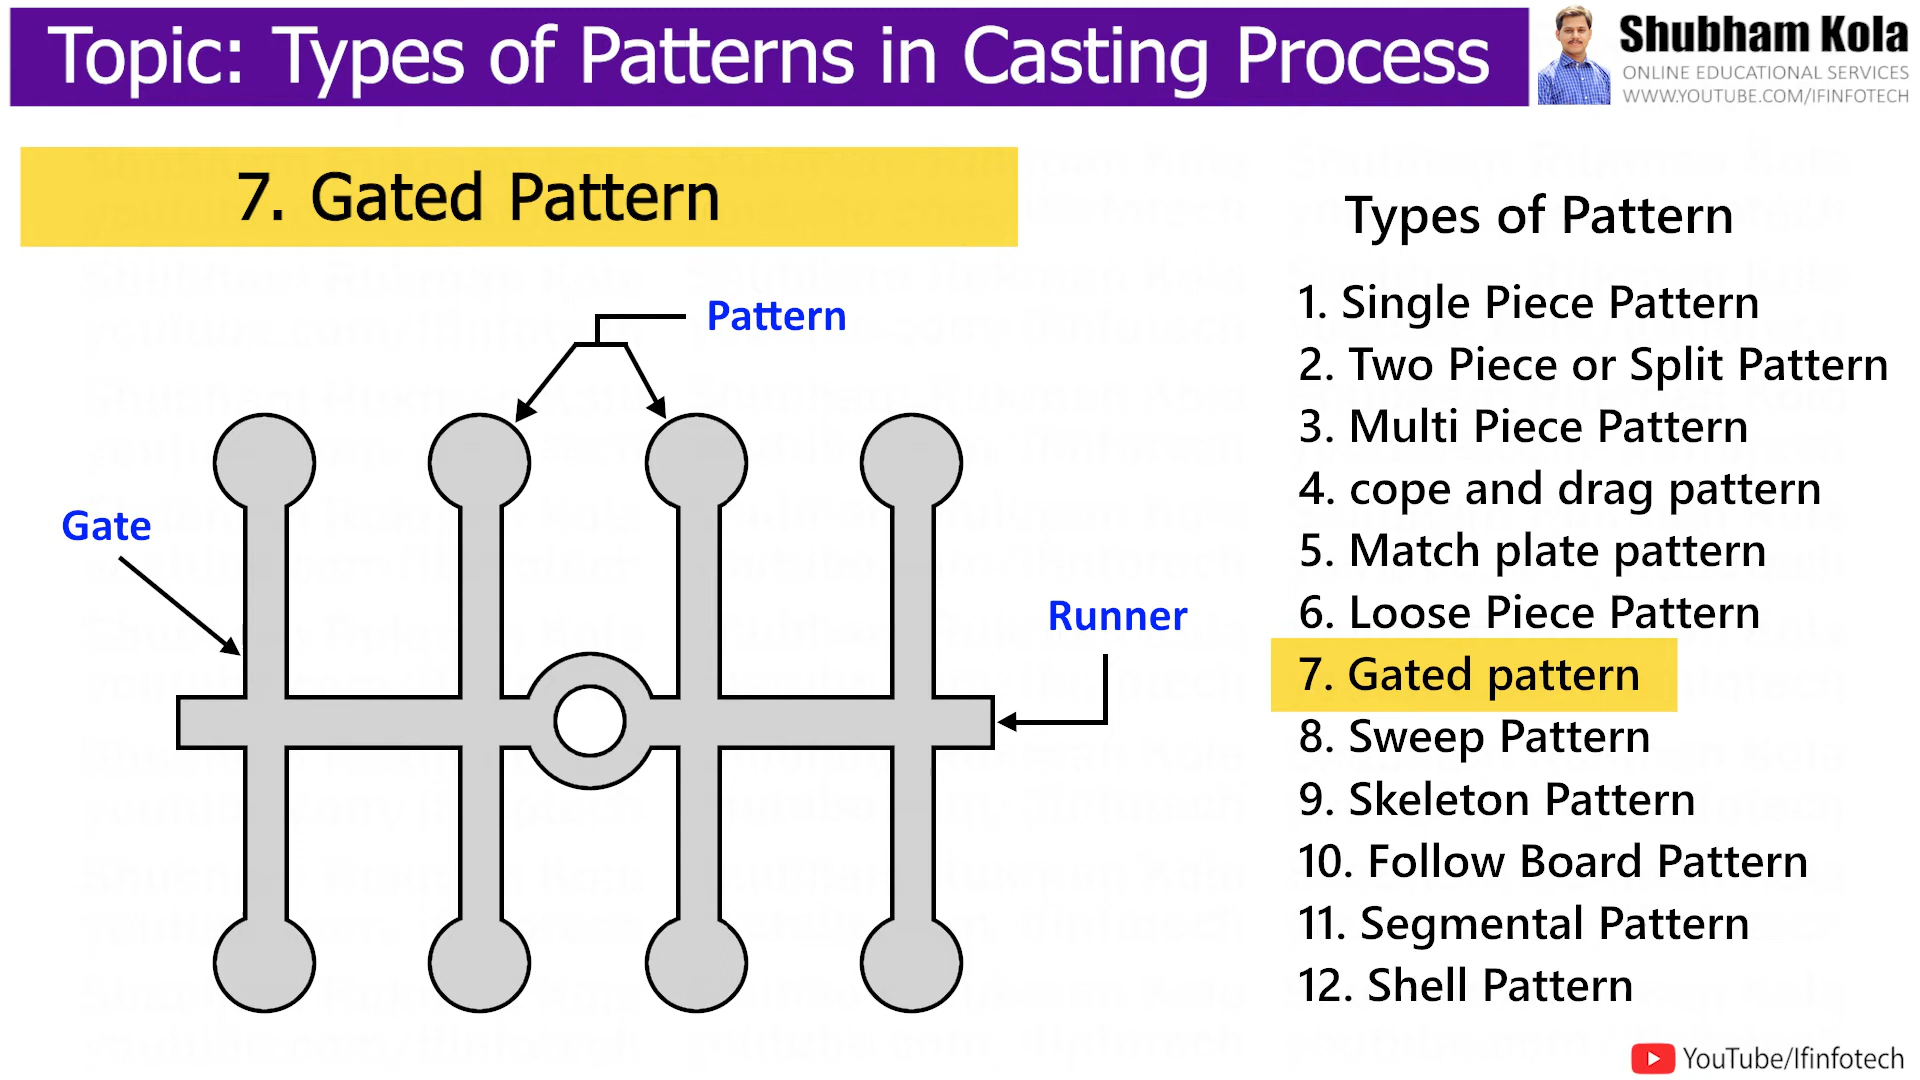 Topic: Types of Patterns in Casting Process
Shubham Kola
ONLINE EDUCATIONAL SERVICES
WWW.YOUTUBE.COM/IFINFOTECH
7. Gated Pattern
Pattern
Gate
Runner
Types of Pattern
1. Single Piece Pattern
2. Two Piece or Split Pattern
3. Multi Piece Pattern
4. cope and drag pattern
5. Match plate pattern
6. Loose Piece Pattern
7. Gated pattern
8. Sweep Pattern
9. Skeleton Pattern
10. Follow Board Pattern
11. Segmental Pattern
12. Shell Pattern
YouTube/Ifinfotech